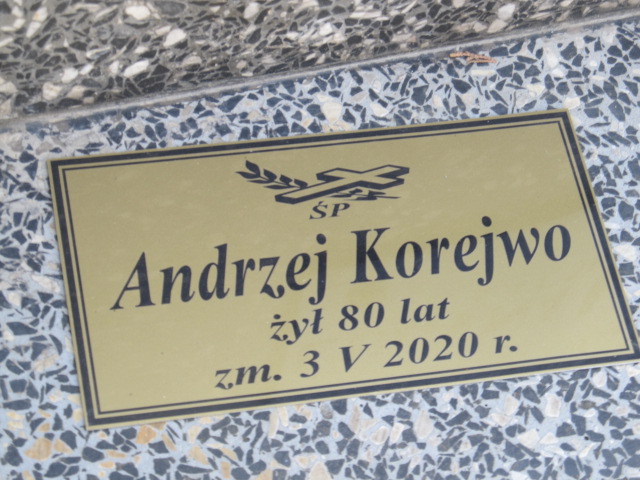 ŚP
Andrzej Korejwo
żył 80 lat
zm. 3 V 2020 r.